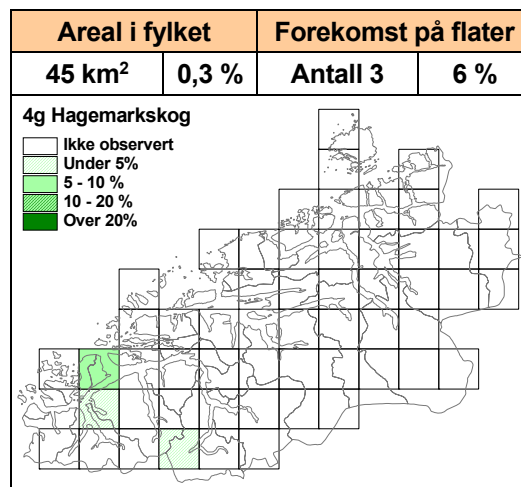 Areal i fylket Forekomst på flater
45 km² 0,3 % Antall 3 6 %
4g Hagemarkskog
Ikke observert
Under 5%
5 - 10 %
10 - 20 %
Over 20%